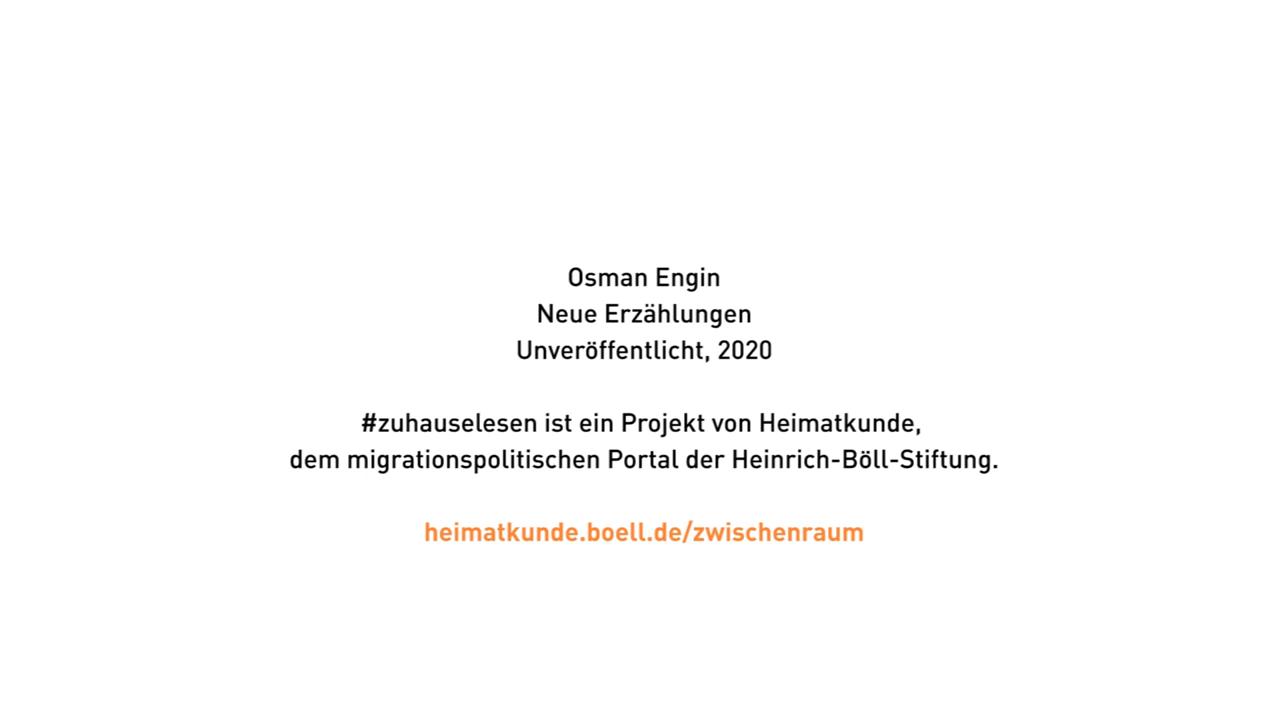 Osman Engin
Neue Erzählungen
Unveröffentlicht, 2020
#zuhauselesen ist ein Projekt von Heimatkunde,
dem migrationspolitischen Portal der Heinrich-Böll-Stiftung.
heimatkunde.boell.de/zwischenraum